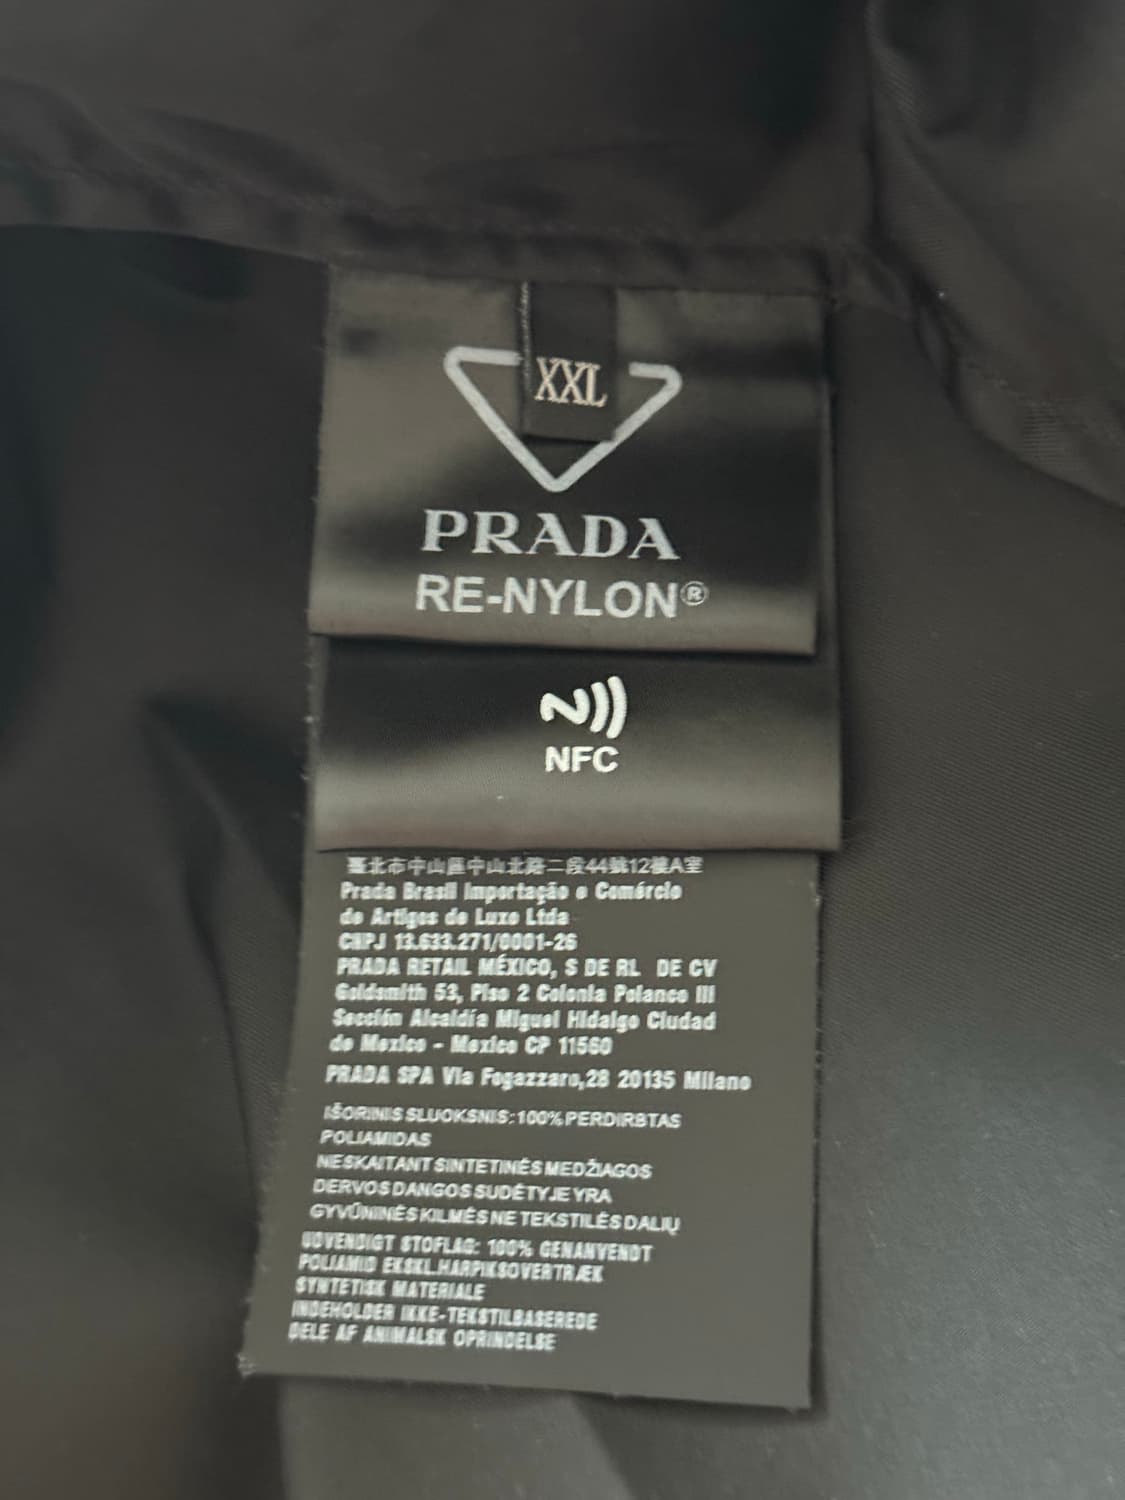 XXL
PRADA
RE-NYLON®
NFC
臺北市中山區中山北路二段44號12樓A室
Prada Brasil Importação e Comércio
de Artigos de Luxo Ltda
CNPJ 13.633.271/0001-26
PRADA RETAIL MÉXICO, S DE RL DE CV
Goldsmith 53, Piso 2 Colonia Polanco III
Sección Alcaldía Miguel Hidalgo Ciudad
de Mexico - Mexico CP 11560
PRADA SPA Via Fogazzaro,28 20135 Milano
IŠORINIS SLUOKSNIS: 100% PERDIRBTAS
POLIAMIDAS
NESKAITANT SINTETINĖS MEDŽIAGOS
DERVOS DANGOS SUDĖTYJE YRA
GYVŪNINĖS KILMĖS NE TEKSTILĖS DALIŲ
UDVENDIGT STOFLAG: 100% GENANVENDT
POLIAMID EKSKL.HARPIKSOVERTRÆK
SYNTETISK MATERIALE
INDEHOLDER IKKE-TEKSTILBASEREDE
DELE AF ANIMALSK OPRINDELSE